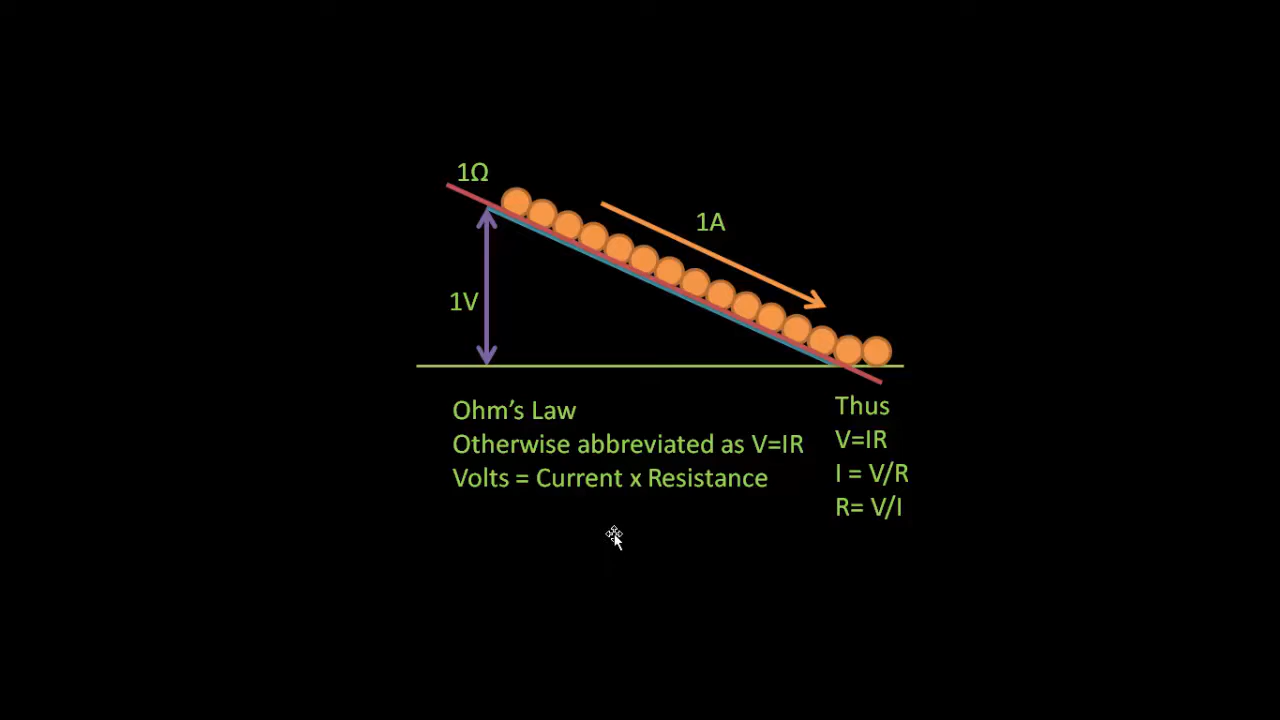 1Ω
1A
1V
Ohm’s Law
Otherwise abbreviated as V=IR
Volts = Current x Resistance
Thus
V=IR
I = V/R
R= V/I